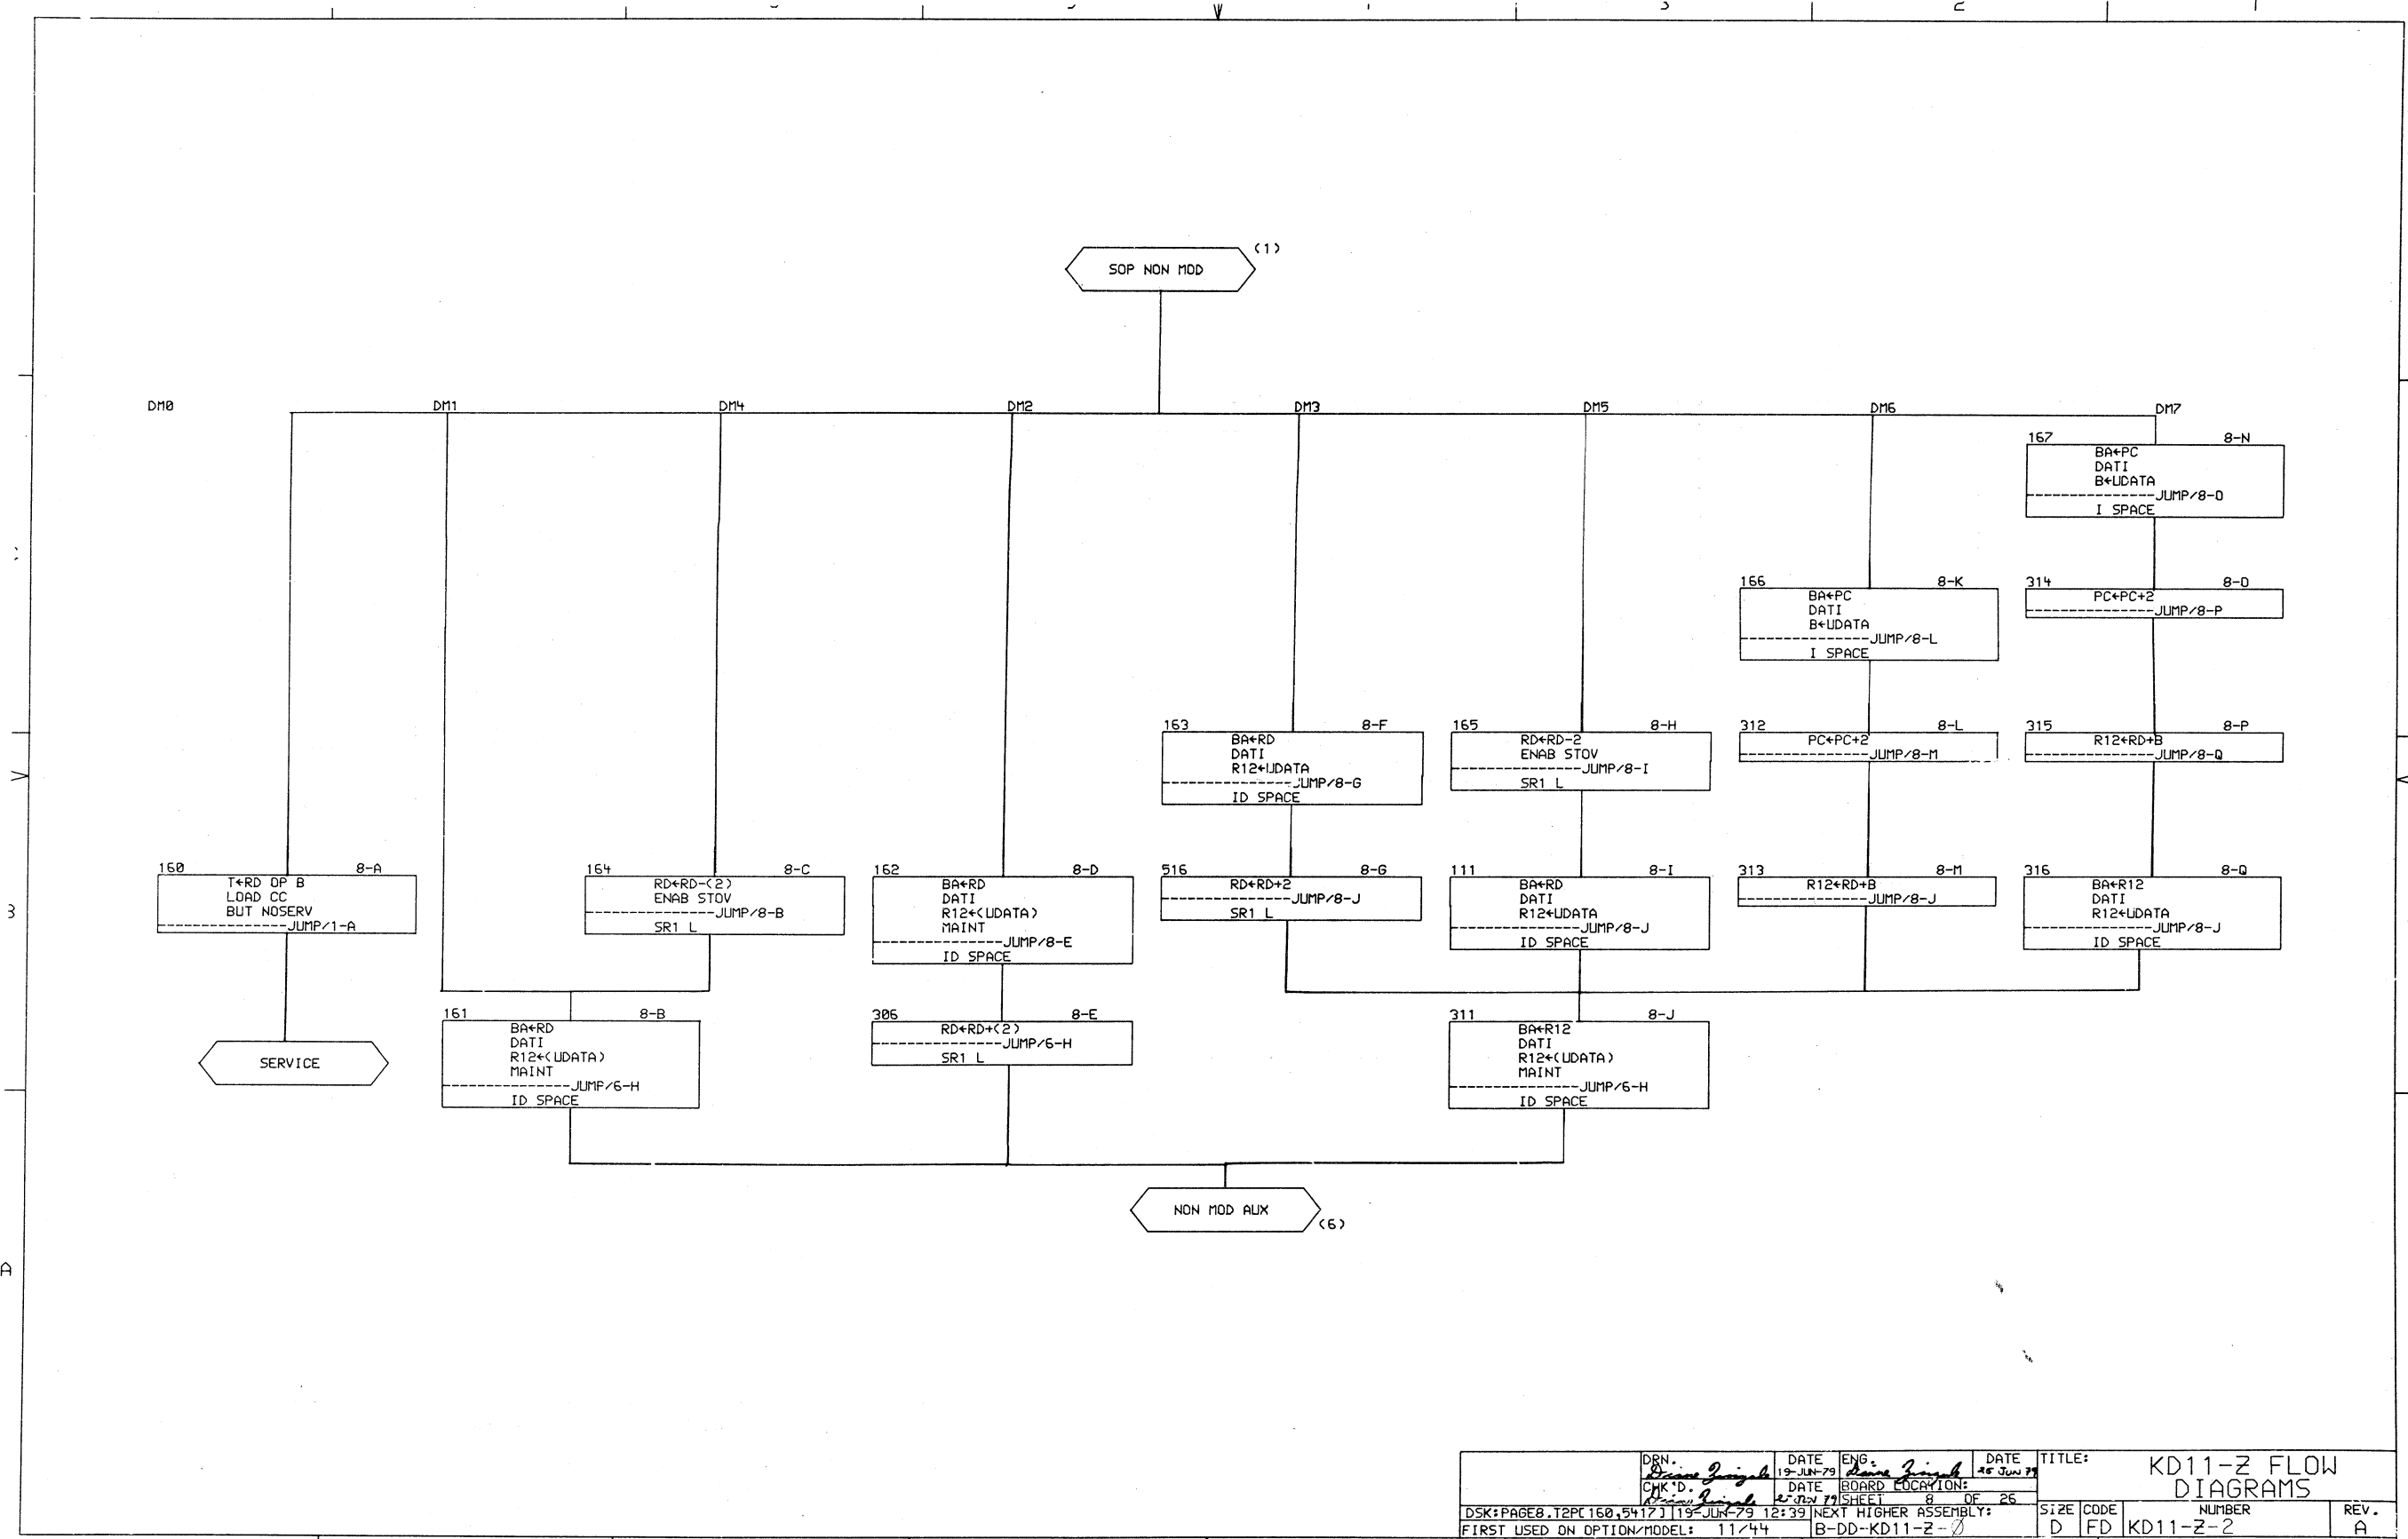 3
2
1
SOP NON MOD
(1)
DM0
DM1
DM4
DM2
DM3
DM5
DM6
DM7
167 8-N
BA←PC
DATI
B←UDATA
---------------JUMP/8-O
I SPACE
166 8-K
BA←PC
DATI
B←UDATA
---------------JUMP/8-L
I SPACE
314 8-O
PC←PC+2
---------------JUMP/8-P
163 8-F
BA←RD
DATI
R12←UDATA
---------------JUMP/8-G
ID SPACE
165 8-H
RD←RD-2
ENAB STOV
---------------JUMP/8-I
SR1 L
312 8-L
PC←PC+2
---------------JUMP/8-M
315 8-P
R12←RD+B
---------------JUMP/8-Q
160 8-A
T←RD OP B
LOAD CC
BUT NOSERV
---------------JUMP/1-A
164 8-C
RD←RD-(2)
ENAB STOV
---------------JUMP/8-B
SR1 L
162 8-D
BA←RD
DATI
R12←(UDATA)
MAINT
---------------JUMP/8-E
ID SPACE
516 8-G
RD←RD+2
---------------JUMP/8-J
SR1 L
111 8-I
BA←RD
DATI
R12←UDATA
---------------JUMP/8-J
ID SPACE
313 8-M
R12←RD+B
---------------JUMP/8-J
316 8-Q
BA←R12
DATI
R12←UDATA
---------------JUMP/8-J
ID SPACE
SERVICE
161 8-B
BA←RD
DATI
R12←(UDATA)
MAINT
---------------JUMP/6-H
ID SPACE
306 8-E
RD←RD+(2)
---------------JUMP/6-H
SR1 L
311 8-J
BA←R12
DATI
R12←(UDATA)
MAINT
---------------JUMP/6-H
ID SPACE
NON MOD AUX
(6)
A
DRN.
DATE
19-JUN-79
ENG.
DATE
25 JUN 79
CHK'D.
DATE
BOARD LOCATION:
SHEET 8 OF 26
TITLE:
KD11-Z FLOW
DIAGRAMS
DSK:PAGE8.T2P[160,5417] 19-JUN-79 12:39 NEXT HIGHER ASSEMBLY:
FIRST USED ON OPTION/MODEL: 11/44 B-DD-KD11-Z-0
SIZE CODE NUMBER REV.
D FD KD11-Z-2 A